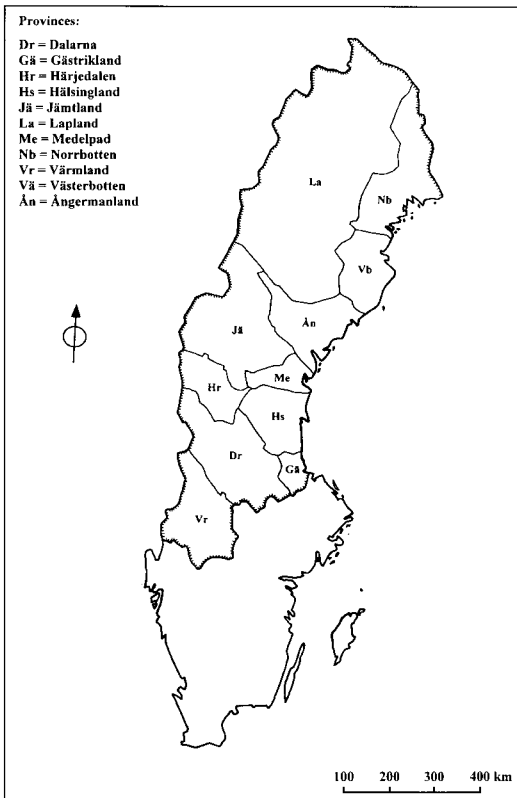 Provinces:
Dr = Dalarna
Gä = Gästrikland
Hr = Härjedalen
Hs = Hälsingland
Jä = Jämtland
La = Lapland
Me = Medelpad
Nb = Norrbotten
Vr = Värmland
Vä = Västerbotten
Ån = Ångermanland
La
Nb
Vb
Ån
Jä
Me
Hr
Hs
Dr
Gä
Vr
100 200 300 400 km